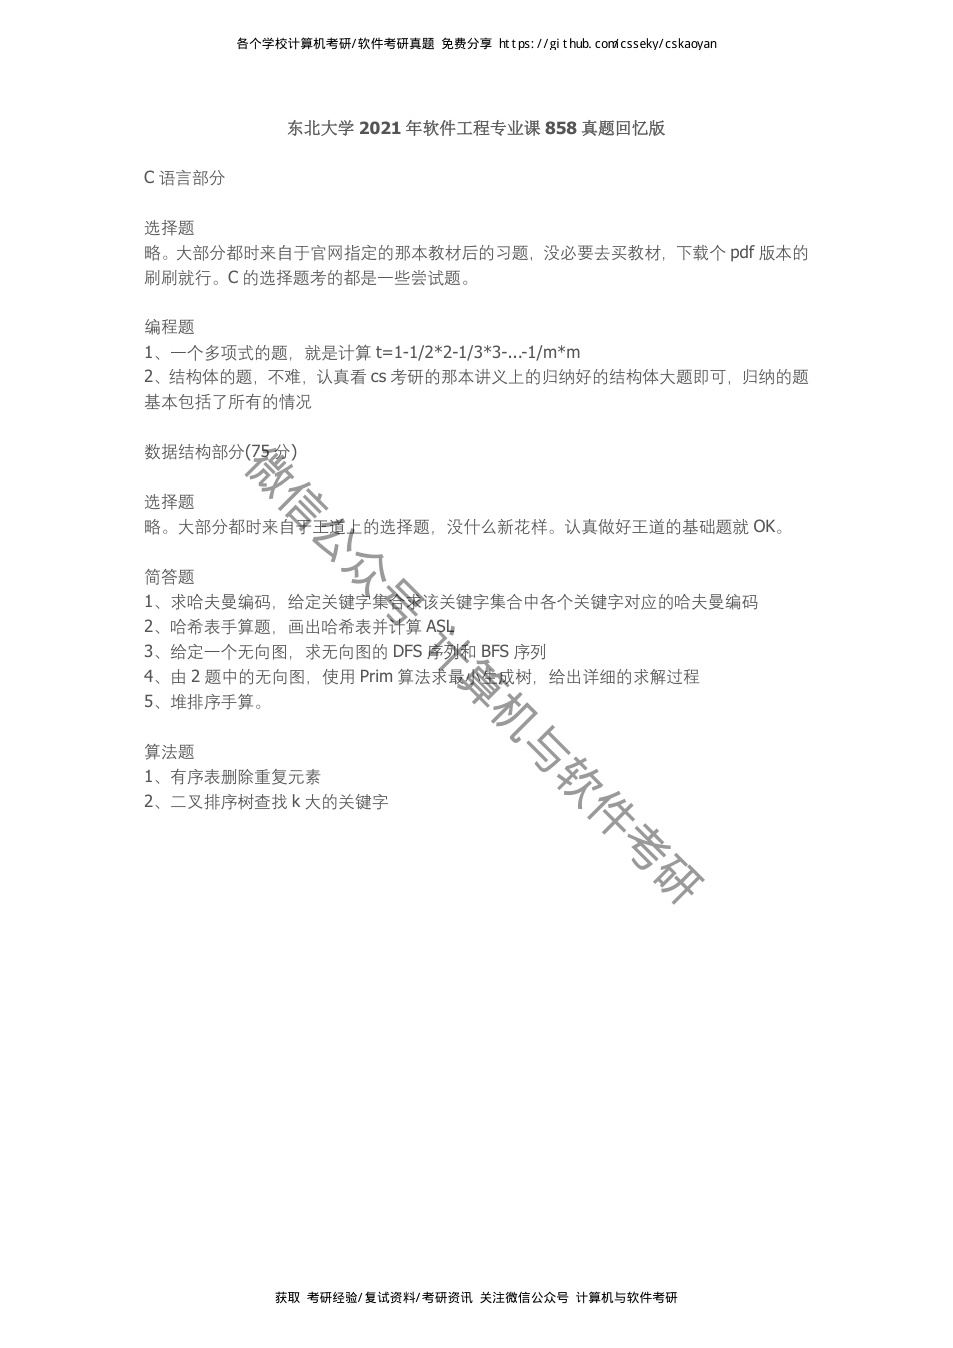 各个学校计算机考研/软件考研真题 免费分享 https://github.com/csseky/cskaoyan
东北大学 2021 年软件工程专业课 858 真题回忆版
C 语言部分
选择题
略。大部分都时来自于官网指定的那本教材后的习题，没必要去买教材，下载个 pdf 版本的
刷刷就行。C 的选择题考的都是一些尝试题。
编程题
1、一个多项式的题，就是计算 t=1-1/2*2-1/3*3-...-1/m*m
2、结构体的题，不难，认真看 cs 考研的那本讲义上的归纳好的结构体大题即可，归纳的题
基本包括了所有的情况
数据结构部分(75 分)
选择题
略。大部分都时来自于王道上的选择题，没什么新花样。认真做好王道的基础题就 OK。
简答题
1、求哈夫曼编码，给定关键字集合求该关键字集合中各个关键字对应的哈夫曼编码
2、哈希表手算题，画出哈希表并计算 ASL
3、给定一个无向图，求无向图的 DFS 序列和 BFS 序列
4、由 2 题中的无向图，使用 Prim 算法求最小生成树，给出详细的求解过程
5、堆排序手算。
算法题
1、有序表删除重复元素
2、二叉排序树查找 k 大的关键字
微信公众号 计算机与软件考研
获取 考研经验/复试资料/考研资讯 关注微信公众号 计算机与软件考研